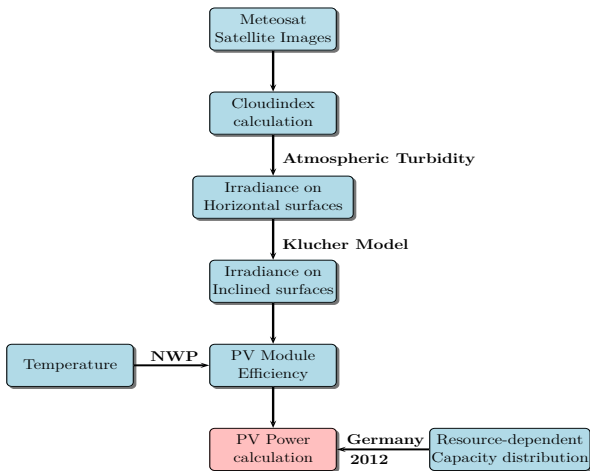 Meteosat
Satellite Images
Cloudindex
calculation
Atmospheric Turbidity
Irradiance on
Horizontal surfaces
Klucher Model
Irradiance on
Inclined surfaces
Temperature
NWP
PV Module
Efficiency
PV Power
calculation
Germany
2012
Resource-dependent
Capacity distribution